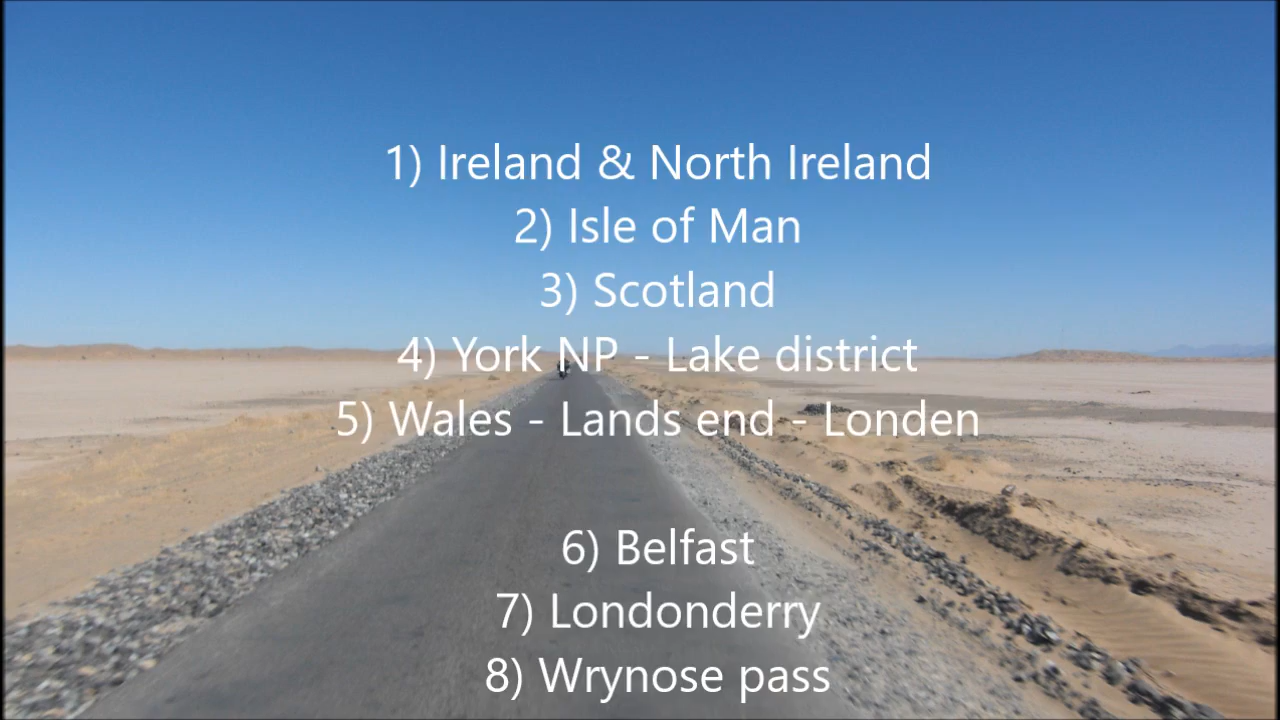 1) Ireland & North Ireland
2) Isle of Man
3) Scotland
4) York NP - Lake district
5) Wales - Lands end - Londen
6) Belfast
7) Londonderry
8) Wrynose pass